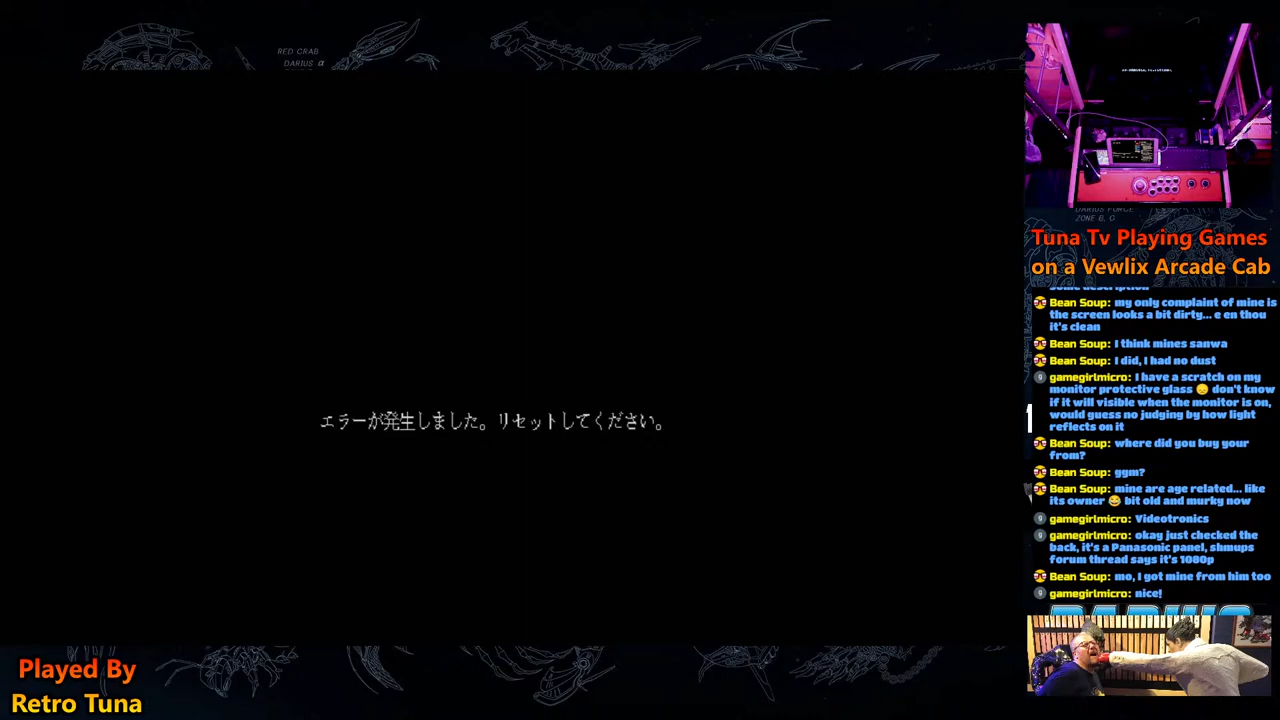 RED CRAB
DARIUS α
エラーが発生しました。リセットしてください。
DARIUS FORCE
ZONE B, G
Tuna Tv Playing Games
on a Vewlix Arcade Cab
some description
Bean Soup: my only complaint of mine is
the screen looks a bit dirty... e en thou
it's clean
Bean Soup: I think mines sanwa
Bean Soup: I did, I had no dust
gamegirlmicro: I have a scratch on my
monitor protective glass 😞 don't know
if it will visible when the monitor is on,
would guess no judging by how light
reflects on it
Bean Soup: where did you buy your
from?
Bean Soup: ggm?
Bean Soup: mine are age related... like
its owner 😂 bit old and murky now
gamegirlmicro: Videotronics
gamegirlmicro: okay just checked the
back, it's a Panasonic panel, shmups
forum thread says it's 1080p
Bean Soup: mo, I got mine from him too
gamegirlmicro: nice!
DARIUS
Played By
Retro Tuna